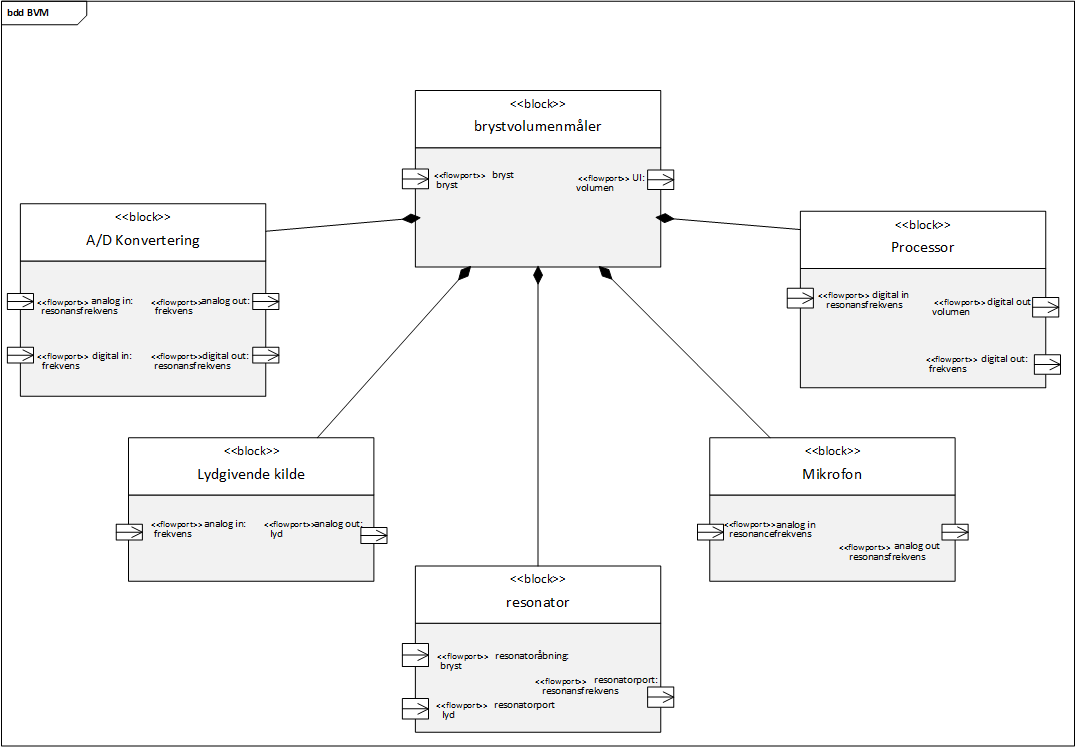 bdd BVM
<<block>>
brystvolumenmåler
<<flowport>> bryst
bryst
<<flowport>> UI:
volumen
<<block>>
A/D Konvertering
<<flowport>> analog in:
resonansfrekvens
<<flowport>>analog out:
frekvens
<<flowport>> digital in:
frekvens
<<flowport>>digital out:
resonansfrekvens
<<block>>
Processor
<<flowport>> digital in
resonansfrekvens
<<flowport>> digital out
volumen
<<flowport>> digital out:
frekvens
<<block>>
Lydgivende kilde
<<flowport>> analog in:
frekvens
<<flowport>>analog out:
lyd
<<block>>
Mikrofon
<<flowport>>analog in
resonancefrekvens
<<flowport>> analog out
resonansfrekvens
<<block>>
resonator
<<flowport>> resonatoråbning:
bryst
<<flowport>> resonatorport:
resonansfrekvens
<<flowport>> resonatorport
lyd